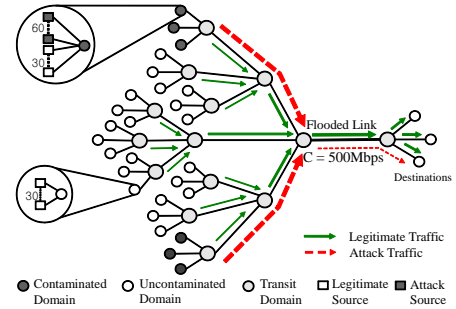 60
30
Flooded Link
C = 500Mbps
Destinations
30
Legitimate Traffic
Attack Traffic
Contaminated Domain
Uncontaminated Domain
Transit Domain
Legitimate Source
Attack Source